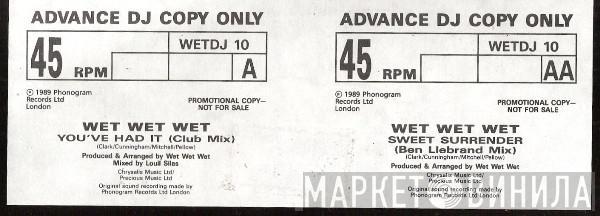 ADVANCE DJ COPY ONLY
45 RPM
WETDJ 10
A
℗ 1989 Phonogram
Records Ltd
London
PROMOTIONAL COPY—
NOT FOR SALE
WET WET WET
YOU'VE HAD IT (Club Mix)
(Clark/Cunningham/Mitchell/Pellow)
Produced & Arranged by Wet Wet Wet
Mixed by Louil Silas
Chrysalis Music Ltd/
Precious Music Ltd
Original sound recording made by
Phonogram Records Ltd London
ADVANCE DJ COPY ONLY
45 RPM
WETDJ 10
AA
℗ 1989 Phonogram
Records Ltd
London
PROMOTIONAL COPY—
NOT FOR SALE
WET WET WET
SWEET SURRENDER
(Ben Llebrand Mix)
(Clark/Cunningham/Mitchell/Pellow)
Produced & Arranged by Wet Wet Wet
Chrysalis Music Ltd/
Precious Music Ltd
Original sound recording made by
Phonogram Records Ltd London
МАРКЕТ ВИНИЛА